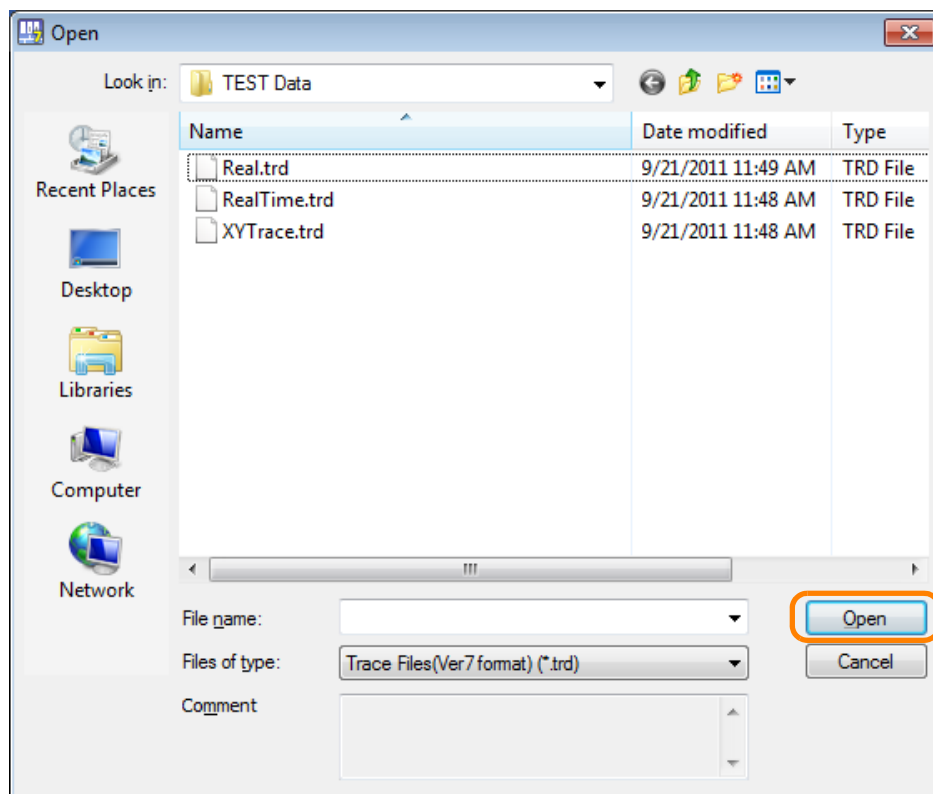 Open
Look in: TEST Data
Name Date modified Type
Real.trd 9/21/2011 11:49 AM TRD File
RealTime.trd 9/21/2011 11:48 AM TRD File
XYTrace.trd 9/21/2011 11:48 AM TRD File
Recent Places
Desktop
Libraries
Computer
Network
File name: Open
Files of type: Trace Files(Ver7 format) (*.trd) Cancel
Comment